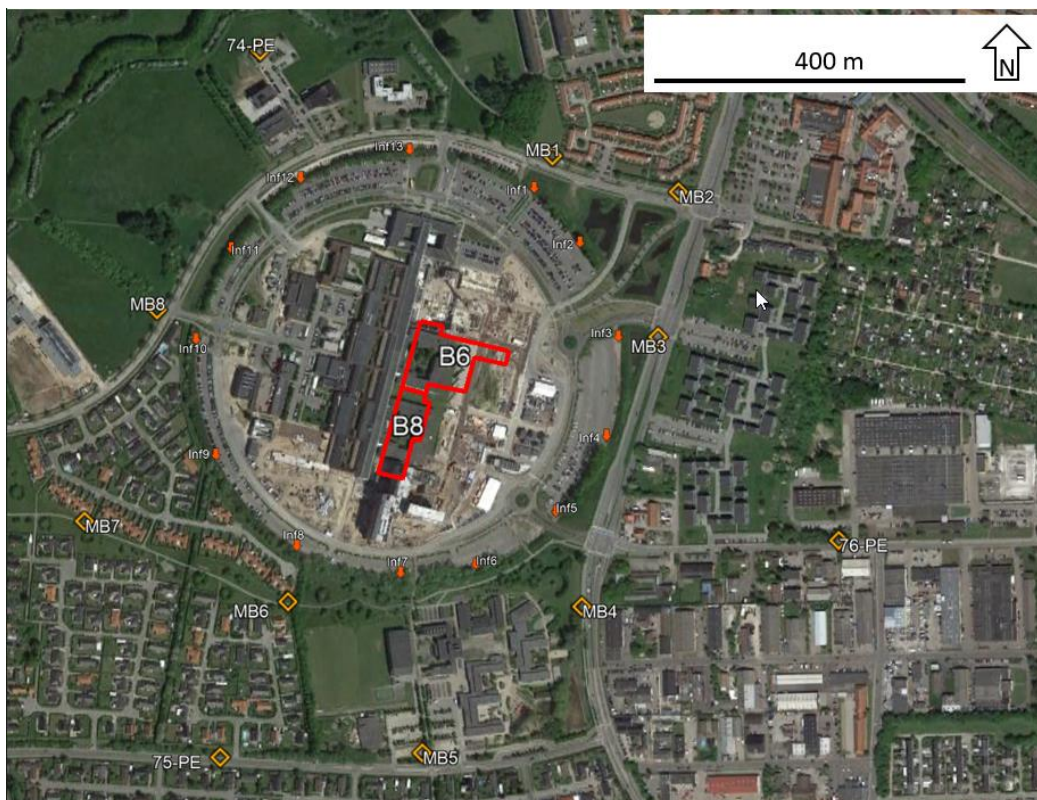 400 m
N
74-PE
Inf13
MB1
Inf12
Inf1
MB2
Inf2
Inf11
MB8
Inf10
Inf3
MB3
B6
B8
Inf4
Inf9
Inf5
MB7
Inf8
Inf7
Inf6
76-PE
MB6
MB4
75-PE
MB5